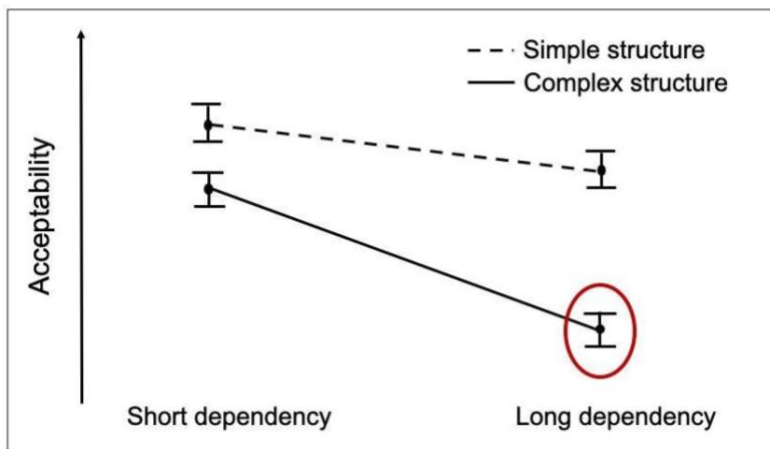 Simple structure
Complex structure
Acceptability
Short dependency
Long dependency